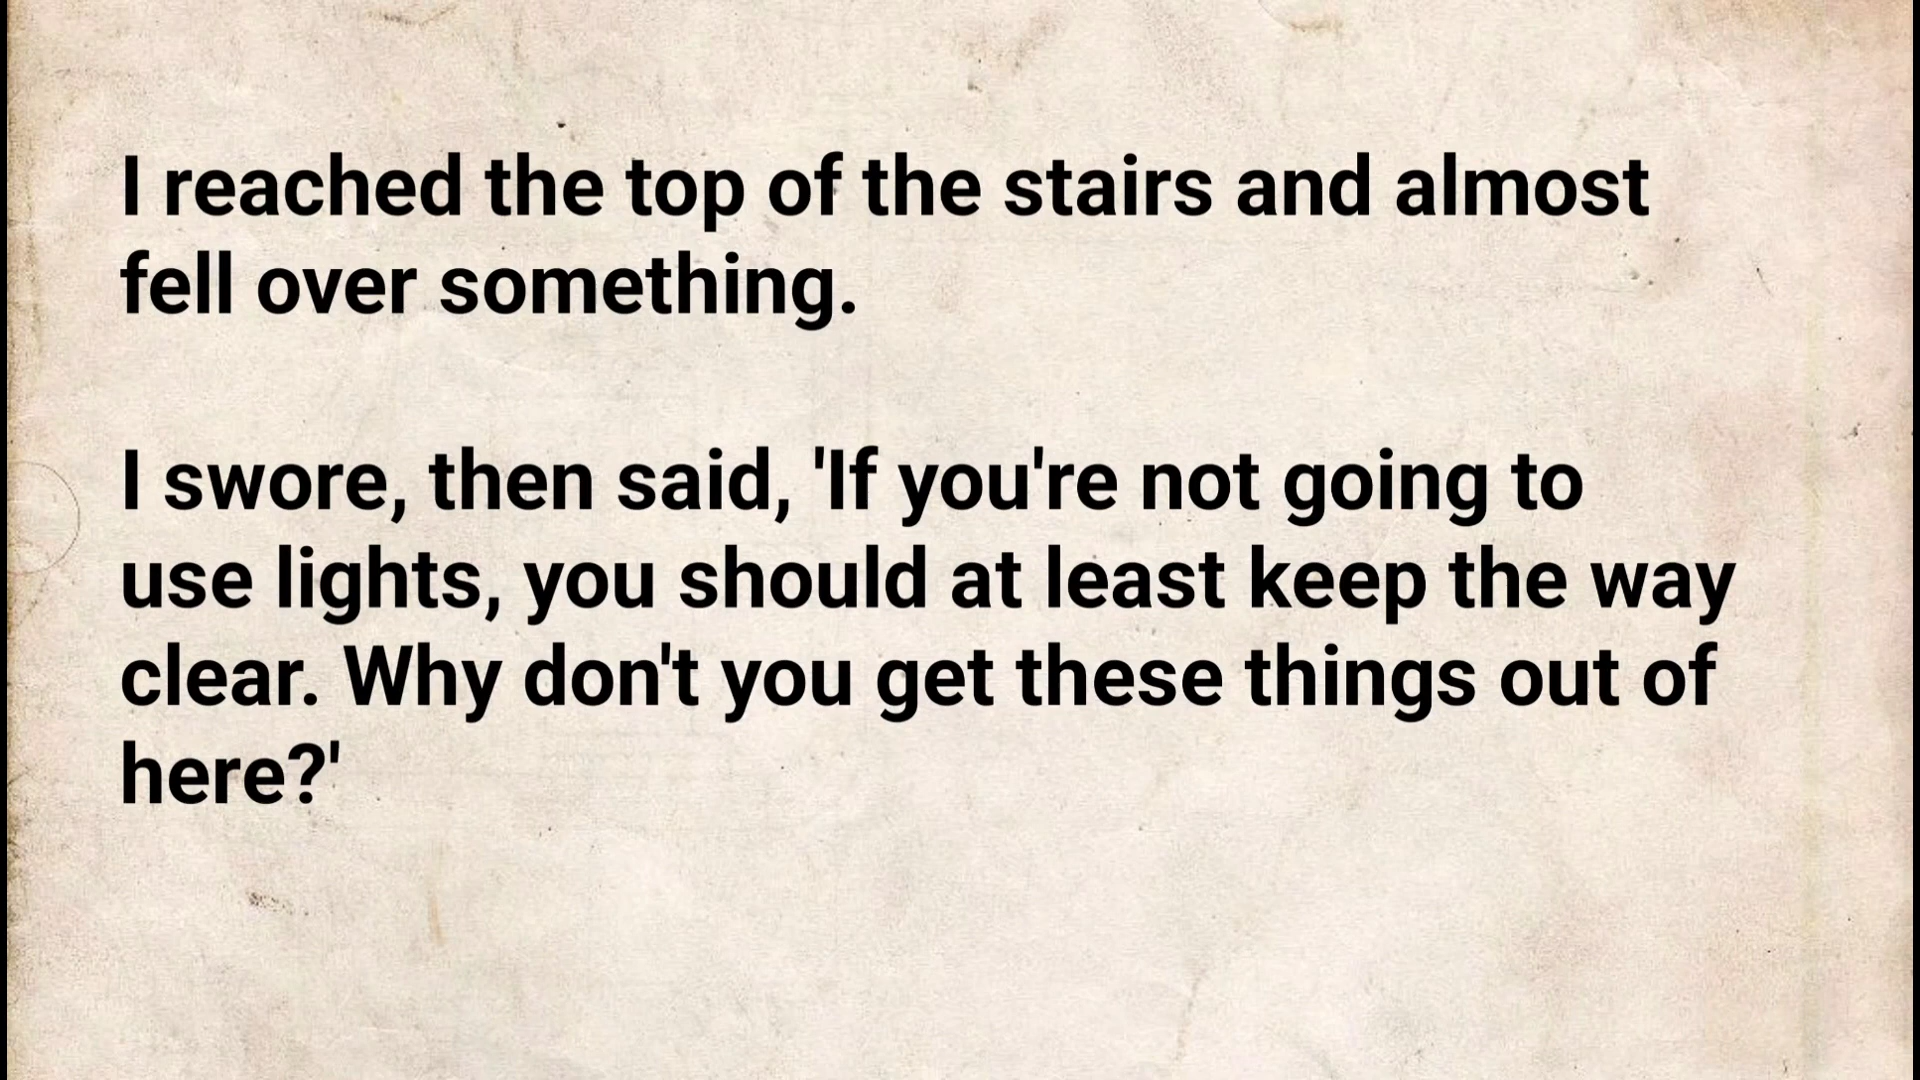 I reached the top of the stairs and almost
fell over something.
I swore, then said, 'If you're not going to
use lights, you should at least keep the way
clear. Why don't you get these things out of
here?'